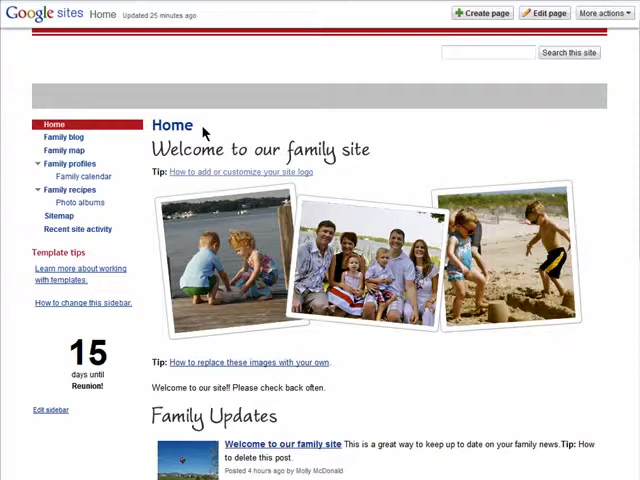 Google sites Home Updated 25 minutes ago Create page Edit page More actions
Search this site
Home
Family blog
Family map
Family profiles
Family calendar
Family recipes
Photo albums
Sitemap
Recent site activity
Template tips
Learn more about working
with templates.
How to change this sidebar.
15
days until
Reunion!
Edit sidebar
Home
Welcome to our family site
Tip: How to add or customize your site logo
Tip: How to replace these images with your own.
Welcome to our site!! Please check back often.
Family Updates
Welcome to our family site This is a great way to keep up to date on your family news.Tip: How
to delete this post.
Posted 4 hours ago by Molly McDonald